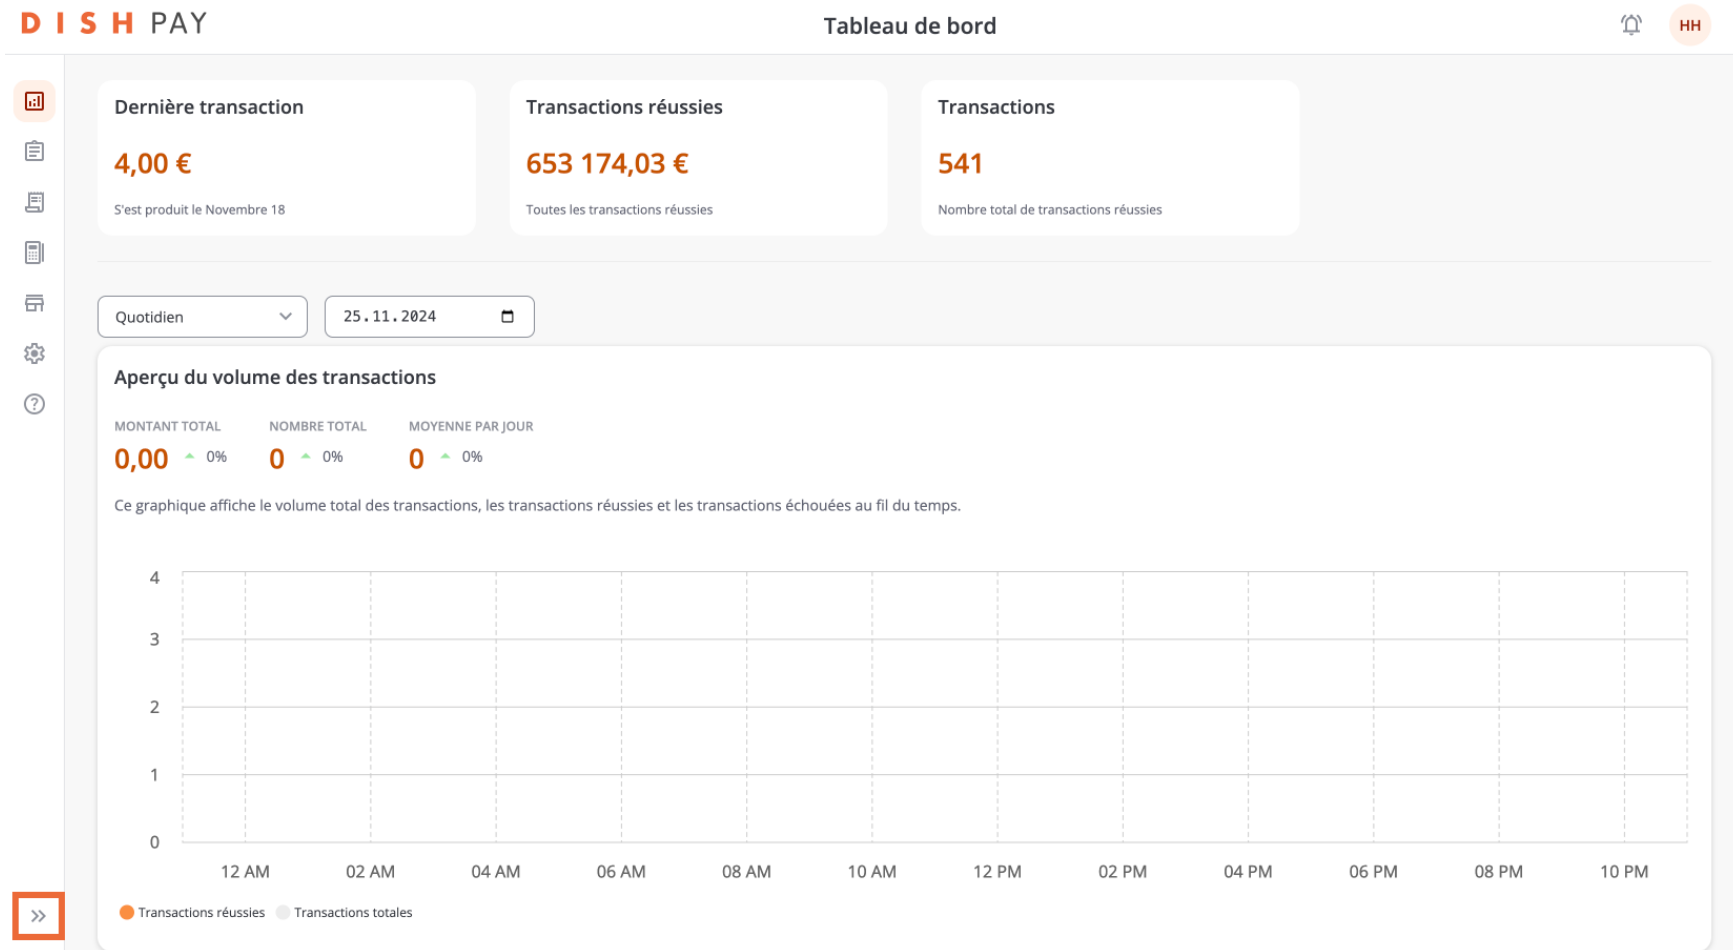 DISH PAY
Tableau de bord
HH
Dernière transaction
4,00 €
S'est produit le Novembre 18
Transactions réussies
653 174,03 €
Toutes les transactions réussies
Transactions
541
Nombre total de transactions réussies
Quotidien
25.11.2024
Aperçu du volume des transactions
MONTANT TOTAL
0,00 0%
NOMBRE TOTAL
0 0%
MOYENNE PAR JOUR
0 0%
Ce graphique affiche le volume total des transactions, les transactions réussies et les transactions échouées au fil du temps.
4
3
2
1
0
12 AM 02 AM 04 AM 06 AM 08 AM 10 AM 12 PM 02 PM 04 PM 06 PM 08 PM 10 PM
Transactions réussies Transactions totales